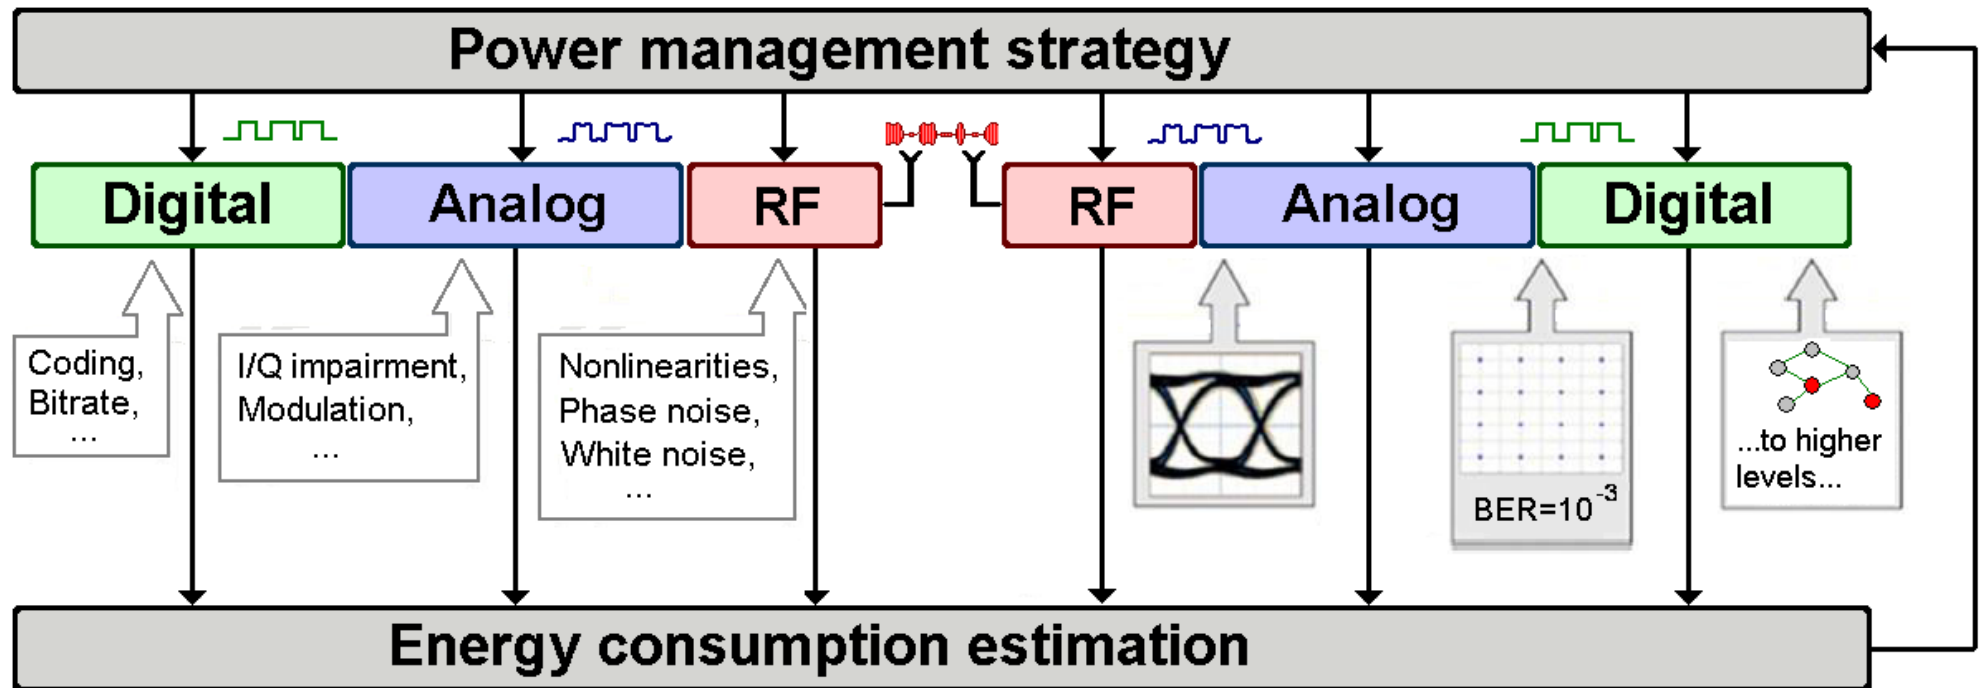 Power management strategy
Digital
Analog
RF
RF
Analog
Digital
Coding,
Bitrate,
...
I/Q impairment,
Modulation,
...
Nonlinearities,
Phase noise,
White noise,
...
BER=10^-3
...to higher
levels...
Energy consumption estimation